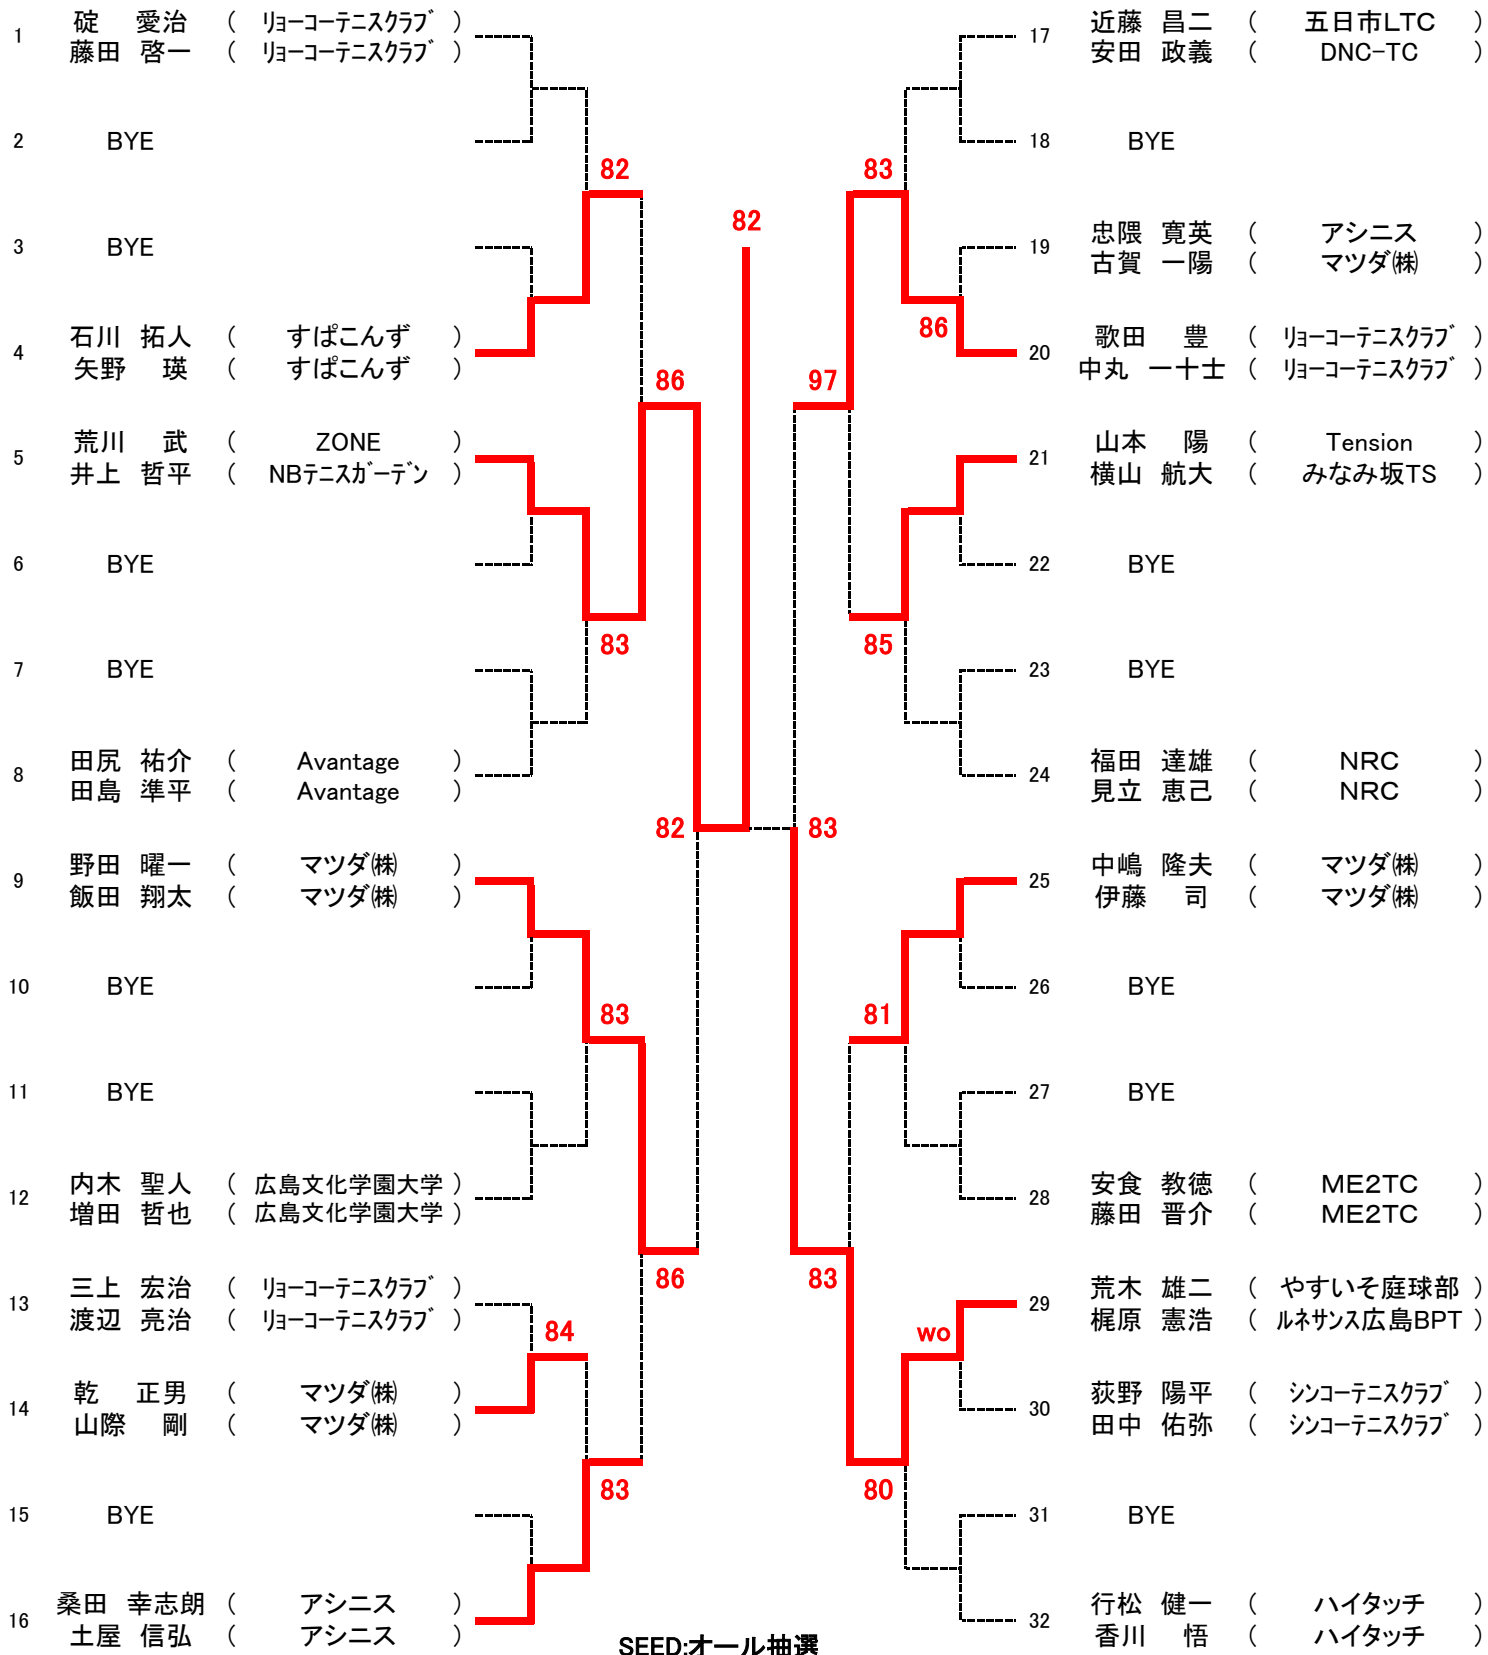 1 碇 愛治 ( リョーコーテニスクラブ )
藤田 啓一 ( リョーコーテニスクラブ )
2 BYE
82
3 BYE
4 石川 拓人 ( すぱこんず )
矢野 瑛 ( すぱこんず )
86
5 荒川 武 ( ZONE )
井上 哲平 ( NBテニスガーデン )
6 BYE
83
7 BYE
8 田尻 祐介 ( Avantage )
田島 準平 ( Avantage )
82
9 野田 曜一 ( マツダ㈱ )
飯田 翔太 ( マツダ㈱ )
10 BYE
83
11 BYE
12 内木 聖人 ( 広島文化学園大学 )
増田 哲也 ( 広島文化学園大学 )
86
13 三上 宏治 ( リョーコーテニスクラブ )
渡辺 亮治 ( リョーコーテニスクラブ )
84
14 乾 正男 ( マツダ㈱ )
山際 剛 ( マツダ㈱ )
83
15 BYE
16 桑田 幸志朗 ( アシニス )
土屋 信弘 ( アシニス )
82
17 近藤 昌二 ( 五日市LTC )
安田 政義 ( DNC-TC )
18 BYE
83
19 忠隈 寛英 ( アシニス )
古賀 一陽 ( マツダ㈱ )
86
20 歌田 豊 ( リョーコーテニスクラブ )
中丸 一十士 ( リョーコーテニスクラブ )
97
21 山本 陽 ( Tension )
横山 航大 ( みなみ坂TS )
22 BYE
85
23 BYE
24 福田 達雄 ( NRC )
見立 恵己 ( NRC )
83
25 中嶋 隆夫 ( マツダ㈱ )
伊藤 司 ( マツダ㈱ )
26 BYE
81
27 BYE
28 安食 教徳 ( ME2TC )
藤田 晋介 ( ME2TC )
83
29 荒木 雄二 ( やすいそ庭球部 )
梶原 憲浩 ( ルネサンス広島BPT )
wo
30 荻野 陽平 ( シンコーテニスクラブ )
田中 佑弥 ( シンコーテニスクラブ )
80
31 BYE
32 行松 健一 ( ハイタッチ )
香川 悟 ( ハイタッチ )
SEED:オール抽選